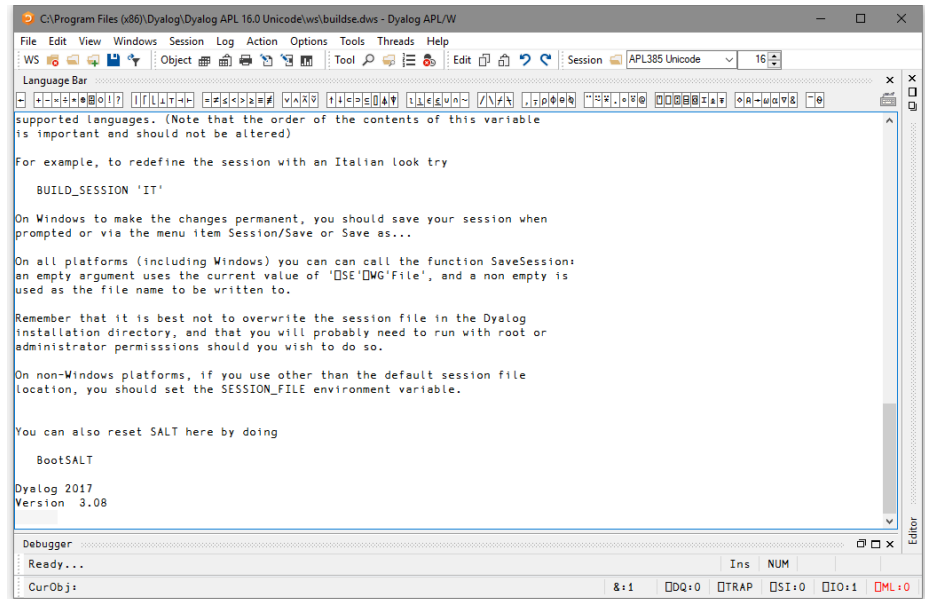 C:\Program Files (x86)\Dyalog\Dyalog APL 16.0 Unicode\ws\buildse.dws - Dyalog APL/W
File Edit View Windows Session Log Action Options Tools Threads Help
WS Object Tool Edit Session APL385 Unicode 16
Language Bar
supported languages. (Note that the order of the contents of this variable
is important and should not be altered)
For example, to redefine the session with an Italian look try
BUILD_SESSION 'IT'
On Windows to make the changes permanent, you should save your session when
prompted or via the menu item Session/Save or Save as...
On all platforms (including Windows) you can can call the function SaveSession:
an empty argument uses the current value of '⎕SE'⎕WG'File', and a non empty is
used as the file name to be written to.
Remember that it is best not to overwrite the session file in the Dyalog
installation directory, and that you will probably need to run with root or
administrator permisssions should you wish to do so.
On non-Windows platforms, if you use other than the default session file
location, you should set the SESSION_FILE environment variable.
You can also reset SALT here by doing
BootSALT
Dyalog 2017
Version 3.08
Editor
Debugger
Ready... Ins NUM
CurObj: &:1 ⎕DQ:0 ⎕TRAP ⎕SI:0 ⎕IO:1 ⎕ML:0